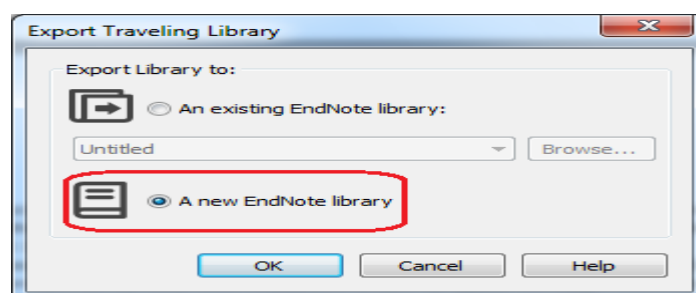 Export Traveling Library
Export Library to:
An existing EndNote library:
Untitled Browse...
A new EndNote library
OK Cancel Help